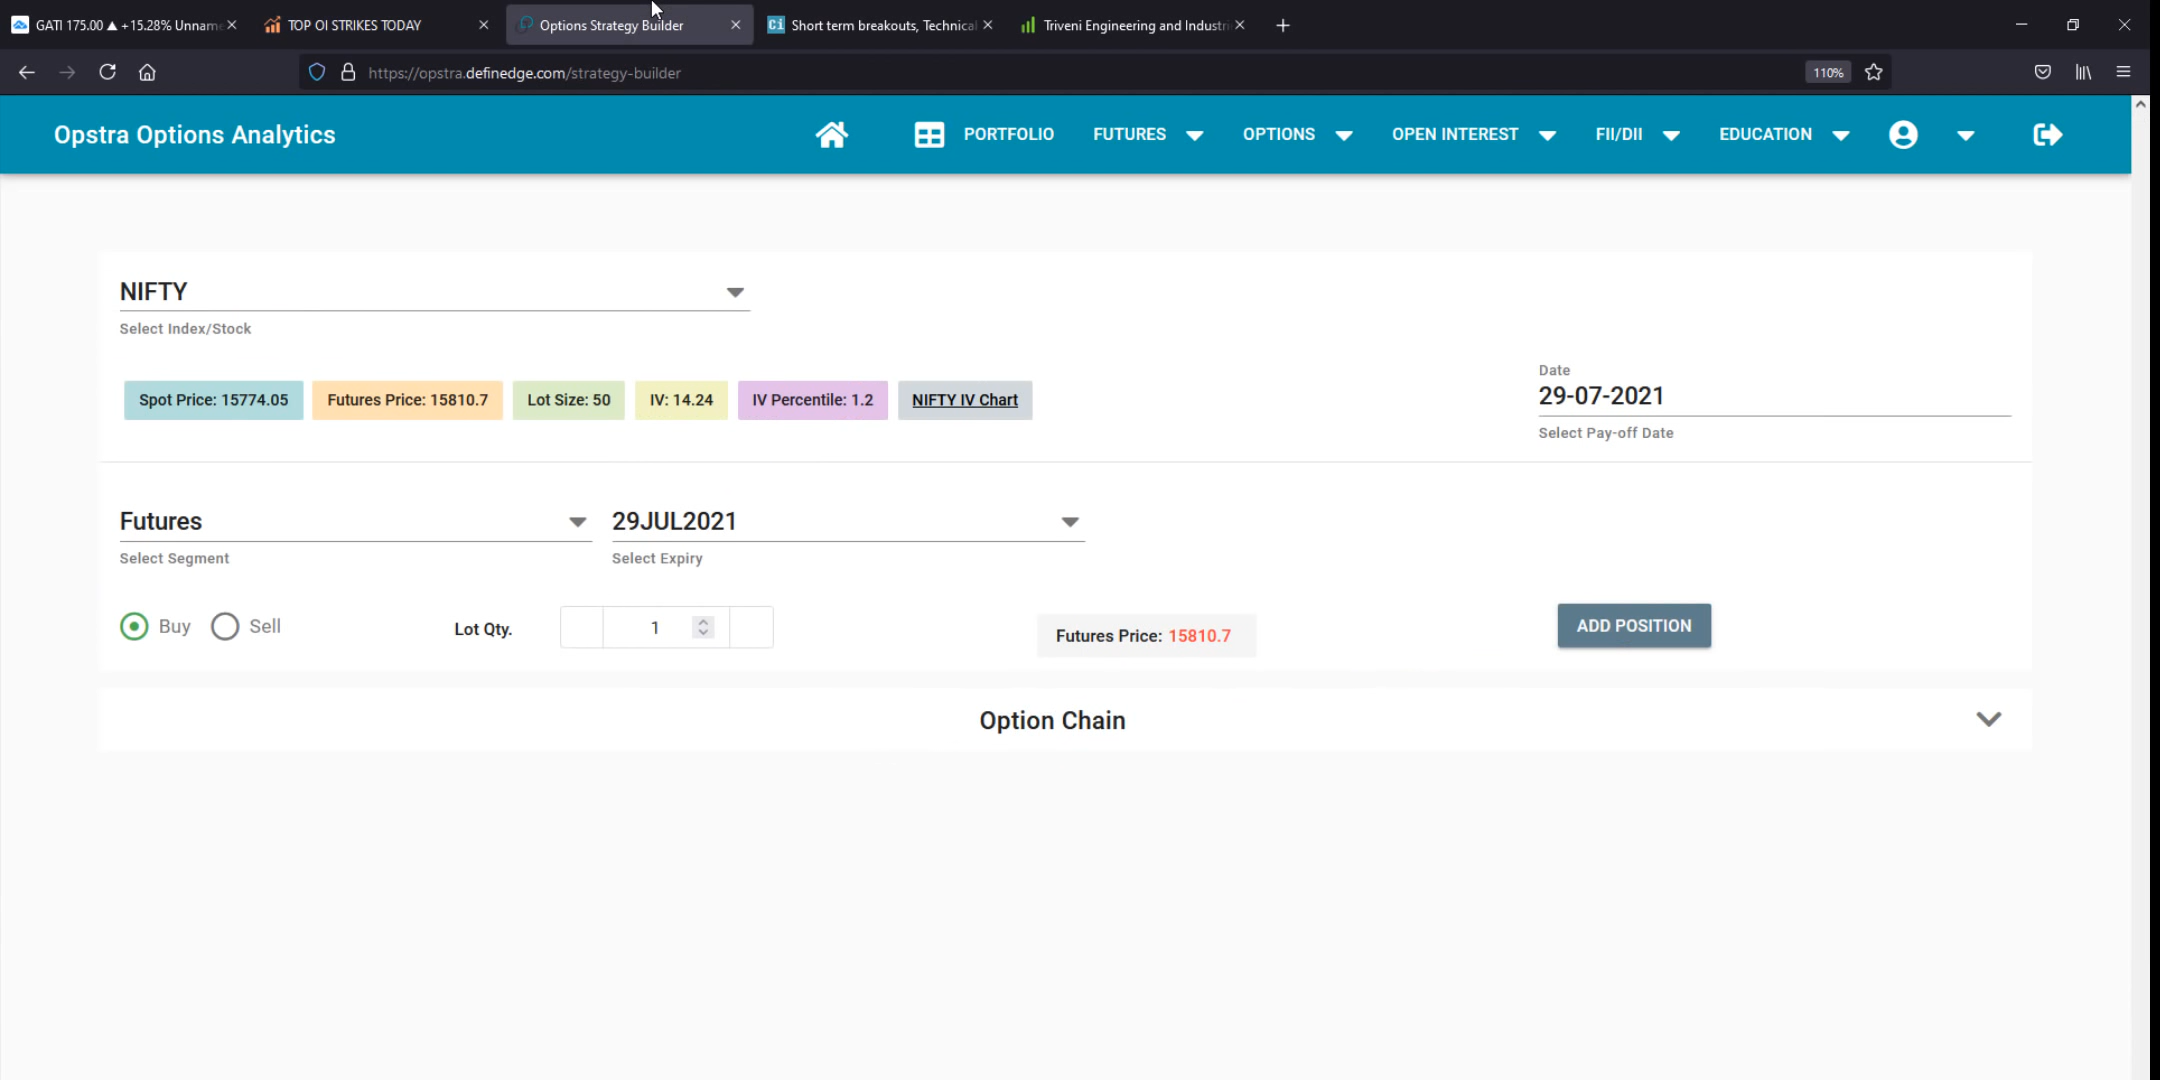 GATI 175.00 ▲ +15.28% Unname
TOP OI STRIKES TODAY
Options Strategy Builder
Ci Short term breakouts, Technical
Triveni Engineering and Industri
https://opstra.definedge.com/strategy-builder
110%
Opstra Options Analytics
PORTFOLIO
FUTURES
OPTIONS
OPEN INTEREST
FII/DII
EDUCATION
NIFTY
Select Index/Stock
Spot Price: 15774.05
Futures Price: 15810.7
Lot Size: 50
IV: 14.24
IV Percentile: 1.2
NIFTY IV Chart
Date
29-07-2021
Select Pay-off Date
Futures
Select Segment
29JUL2021
Select Expiry
Buy
Sell
Lot Qty.
1
Futures Price: 15810.7
ADD POSITION
Option Chain